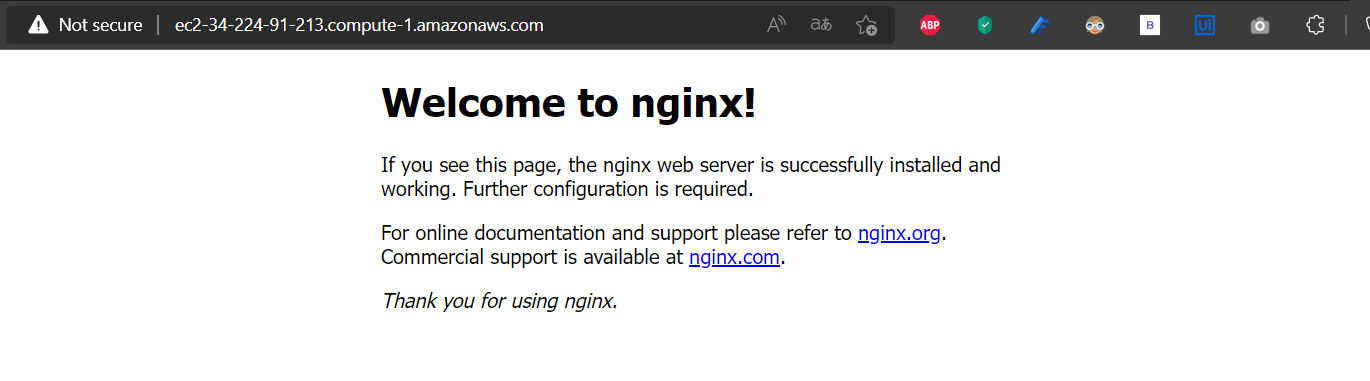 Not secure | ec2-34-224-91-213.compute-1.amazonaws.com A aあ ABP B Ui
Welcome to nginx!
If you see this page, the nginx web server is successfully installed and
working. Further configuration is required.
For online documentation and support please refer to nginx.org.
Commercial support is available at nginx.com.
Thank you for using nginx.